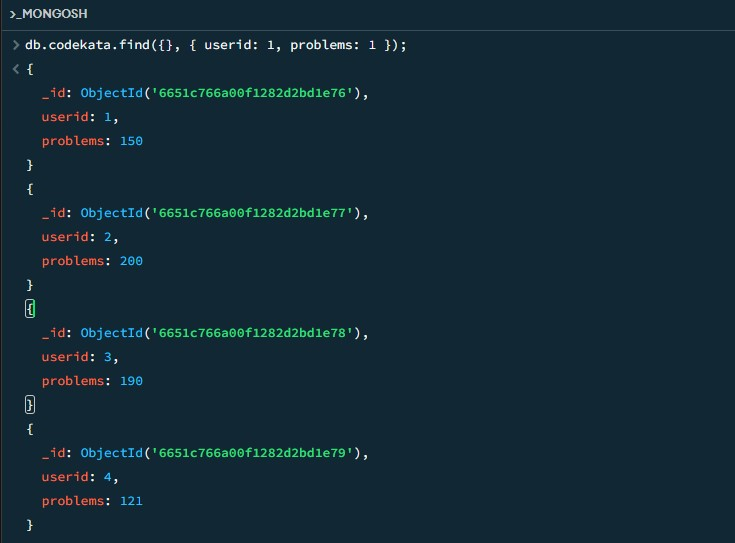 >_MONGOSH
> db.codekata.find({}, { userid: 1, problems: 1 });
< {
_id: ObjectId('6651c766a00f1282d2bd1e76'),
userid: 1,
problems: 150
}
{
_id: ObjectId('6651c766a00f1282d2bd1e77'),
userid: 2,
problems: 200
}
{
_id: ObjectId('6651c766a00f1282d2bd1e78'),
userid: 3,
problems: 190
}
{
_id: ObjectId('6651c766a00f1282d2bd1e79'),
userid: 4,
problems: 121
}